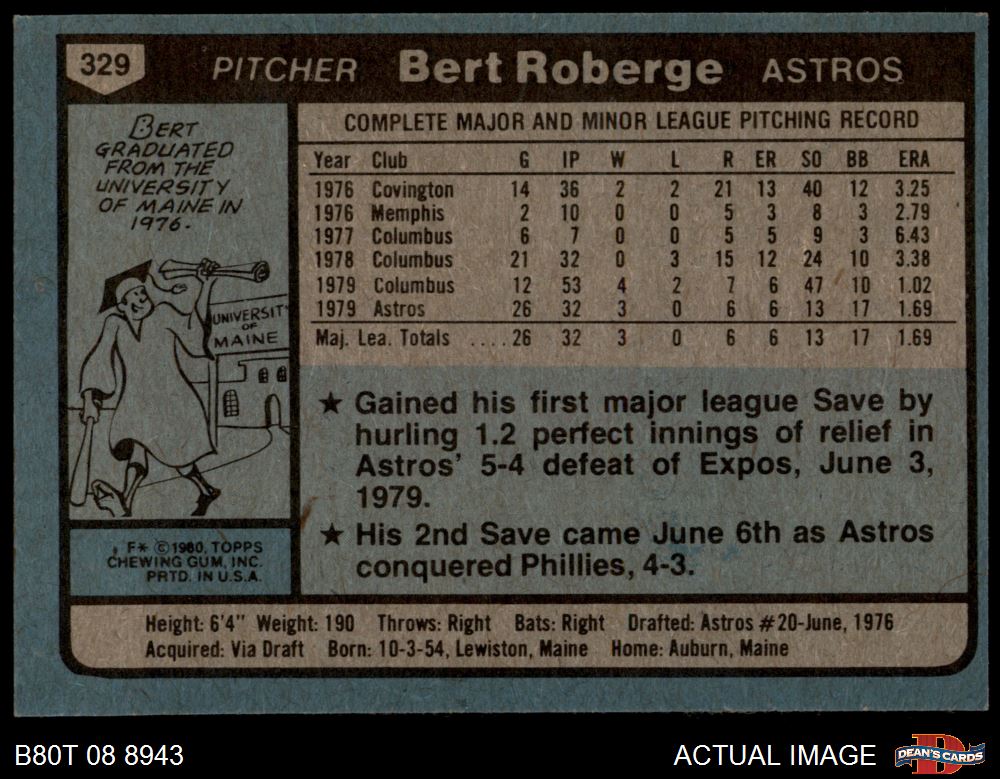 329 PITCHER Bert Roberge ASTROS
BERT
GRADUATED
FROM THE
UNIVERSITY
OF MAINE IN
1976.
UNIVERSIT
OF
MAINE
F* © 1980, TOPPS
CHEWING GUM, INC.
PRTD. IN U.S.A.
COMPLETE MAJOR AND MINOR LEAGUE PITCHING RECORD
Year Club G IP W L R ER SO BB ERA
1976 Covington 14 36 2 2 21 13 40 12 3.25
1976 Memphis 2 10 0 0 5 3 8 3 2.79
1977 Columbus 6 7 0 0 5 5 9 3 6.43
1978 Columbus 21 32 0 3 15 12 24 10 3.38
1979 Columbus 12 53 4 2 7 6 47 10 1.02
1979 Astros 26 32 3 0 6 6 13 17 1.69
Maj. Lea. Totals ....26 32 3 0 6 6 13 17 1.69
★ Gained his first major league Save by
hurling 1.2 perfect innings of relief in
Astros' 5-4 defeat of Expos, June 3,
1979.
★ His 2nd Save came June 6th as Astros
conquered Phillies, 4-3.
Height: 6'4" Weight: 190 Throws: Right Bats: Right Drafted: Astros #20-June, 1976
Acquired: Via Draft Born: 10-3-54, Lewiston, Maine Home: Auburn, Maine
B80T 08 8943 ACTUAL IMAGE DEAN'S CARDS